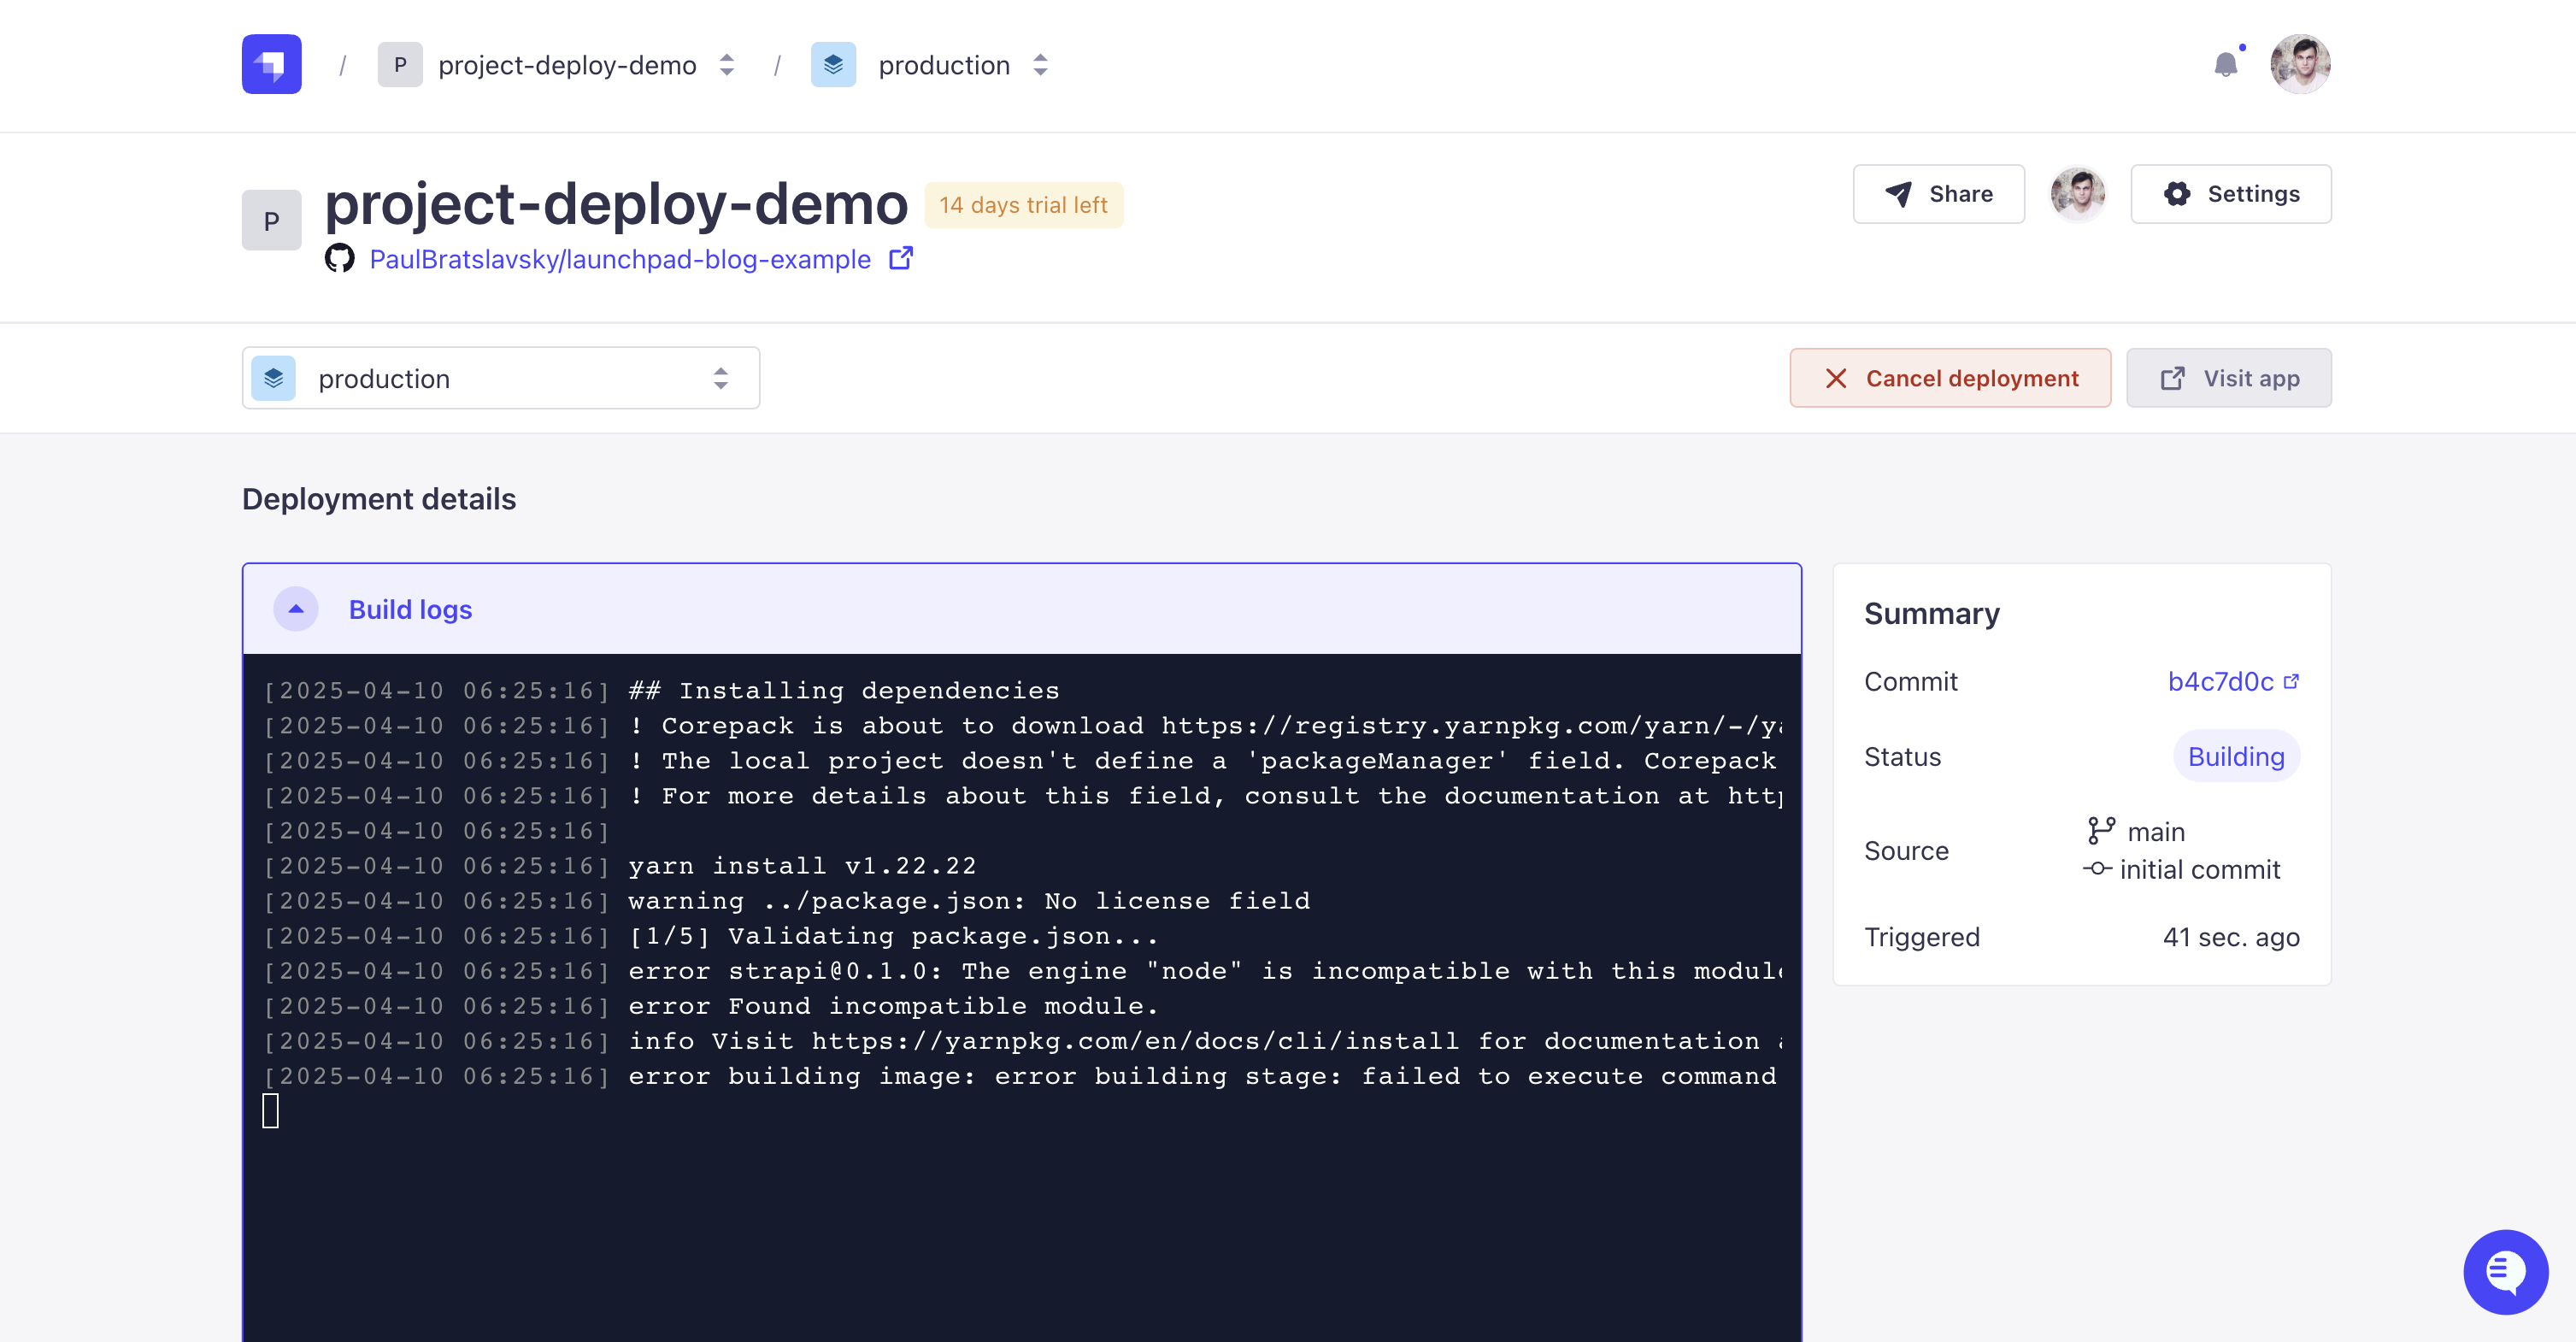 / P project-deploy-demo / production
P project-deploy-demo 14 days trial left
PaulBratslavsky/launchpad-blog-example
Share Settings
production
Cancel deployment Visit app
Deployment details
Build logs
[2025-04-10 06:25:16] ## Installing dependencies
[2025-04-10 06:25:16] ! Corepack is about to download https://registry.yarnpkg.com/yarn/-/ya
[2025-04-10 06:25:16] ! The local project doesn't define a 'packageManager' field. Corepack
[2025-04-10 06:25:16] ! For more details about this field, consult the documentation at http
[2025-04-10 06:25:16]
[2025-04-10 06:25:16] yarn install v1.22.22
[2025-04-10 06:25:16] warning ../package.json: No license field
[2025-04-10 06:25:16] [1/5] Validating package.json...
[2025-04-10 06:25:16] error strapi@0.1.0: The engine "node" is incompatible with this module
[2025-04-10 06:25:16] error Found incompatible module.
[2025-04-10 06:25:16] info Visit https://yarnpkg.com/en/docs/cli/install for documentation
[2025-04-10 06:25:16] error building image: error building stage: failed to execute command
Summary
Commit b4c7d0c
Status Building
Source main
initial commit
Triggered 41 sec. ago